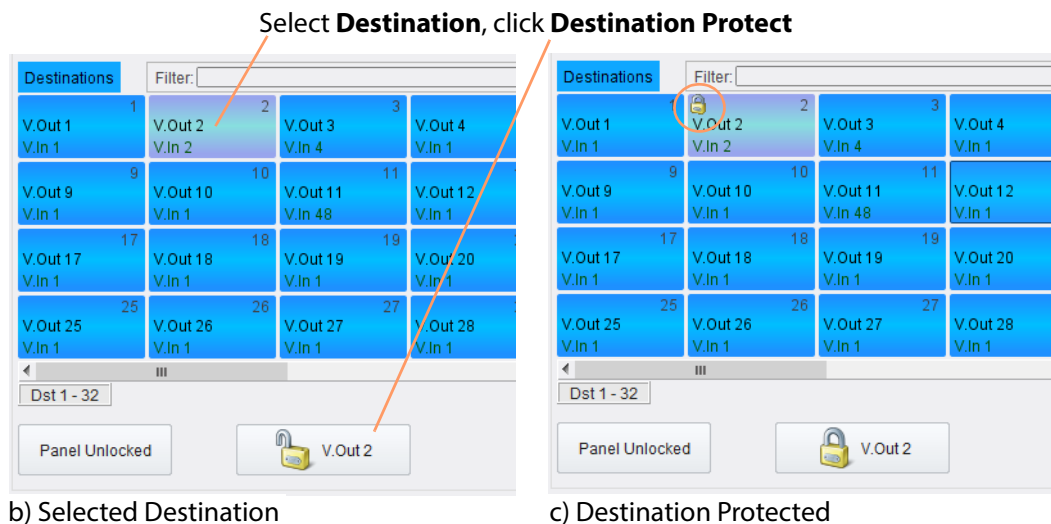 Select Destination, click Destination Protect
Destinations
Filter:
1
2
3
V.Out 1
V.Out 2
V.Out 3
V.Out 4
V.In 1
V.In 2
V.In 4
V.In 1
9
10
11
V.Out 9
V.Out 10
V.Out 11
V.Out 12
V.In 1
V.In 1
V.In 48
V.In 1
17
18
19
V.Out 17
V.Out 18
V.Out 19
V.Out 20
V.In 1
V.In 1
V.In 1
V.In 1
25
26
27
V.Out 25
V.Out 26
V.Out 27
V.Out 28
V.In 1
V.In 1
V.In 1
V.In 1
Dst 1 - 32
Panel Unlocked
V.Out 2
b) Selected Destination
Destinations
Filter:
1
2
3
V.Out 1
V.Out 2
V.Out 3
V.Out 4
V.In 1
V.In 2
V.In 4
V.In 1
9
10
11
V.Out 9
V.Out 10
V.Out 11
V.Out 12
V.In 1
V.In 1
V.In 48
V.In 1
17
18
19
V.Out 17
V.Out 18
V.Out 19
V.Out 20
V.In 1
V.In 1
V.In 1
V.In 1
25
26
27
V.Out 25
V.Out 26
V.Out 27
V.Out 28
V.In 1
V.In 1
V.In 1
V.In 1
Dst 1 - 32
Panel Unlocked
V.Out 2
c) Destination Protected